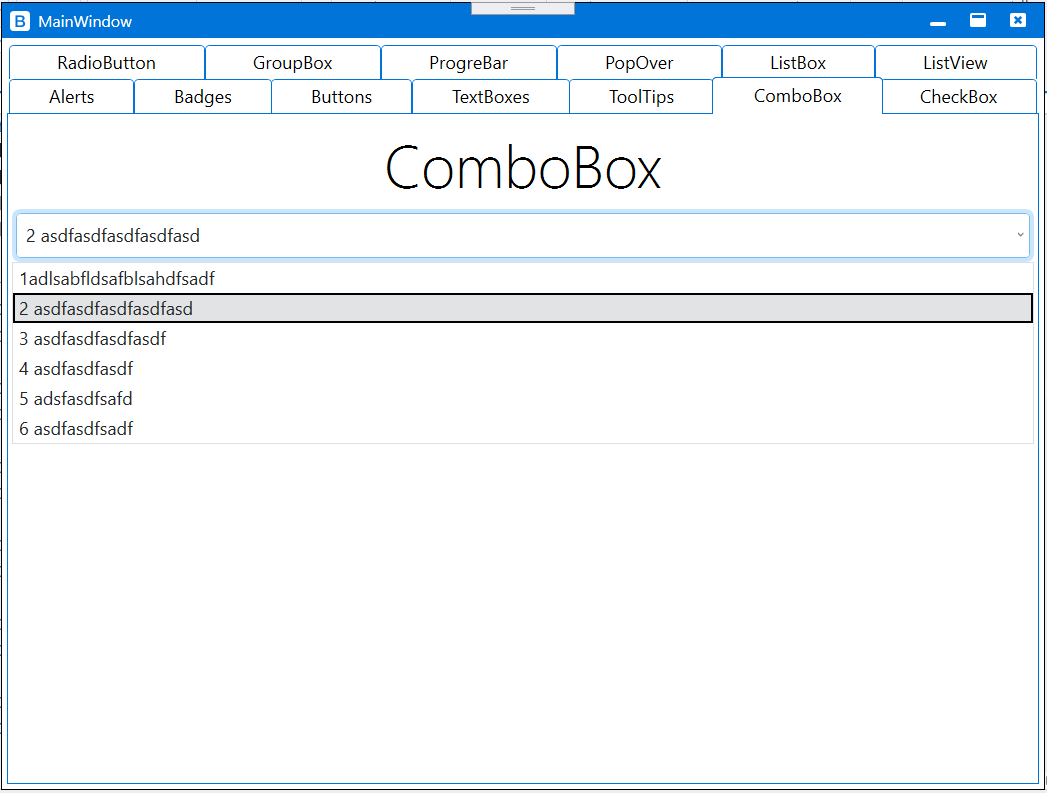 B MainWindow
RadioButton GroupBox ProgreBar PopOver ListBox ListView
Alerts Badges Buttons TextBoxes ToolTips ComboBox CheckBox
ComboBox
2 asdfasdfasdfasdfasd
1adlsabfldsafblsahdfsadf
2 asdfasdfasdfasdfasd
3 asdfasdfasdfasdf
4 asdfasdfasdf
5 adsfasdfsafd
6 asdfasdfsadf